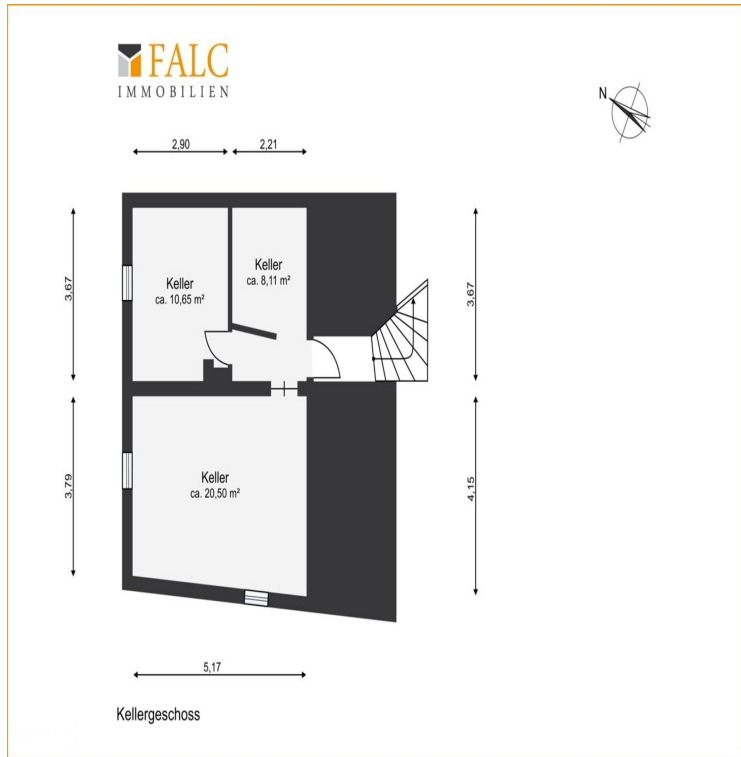 FALC
IMMOBILIEN
N
2,90
2,21
3,67
3,67
Keller
ca. 10,65 m²
Keller
ca. 8,11 m²
3,79
4,15
Keller
ca. 20,50 m²
5,17
Kellergeschoss